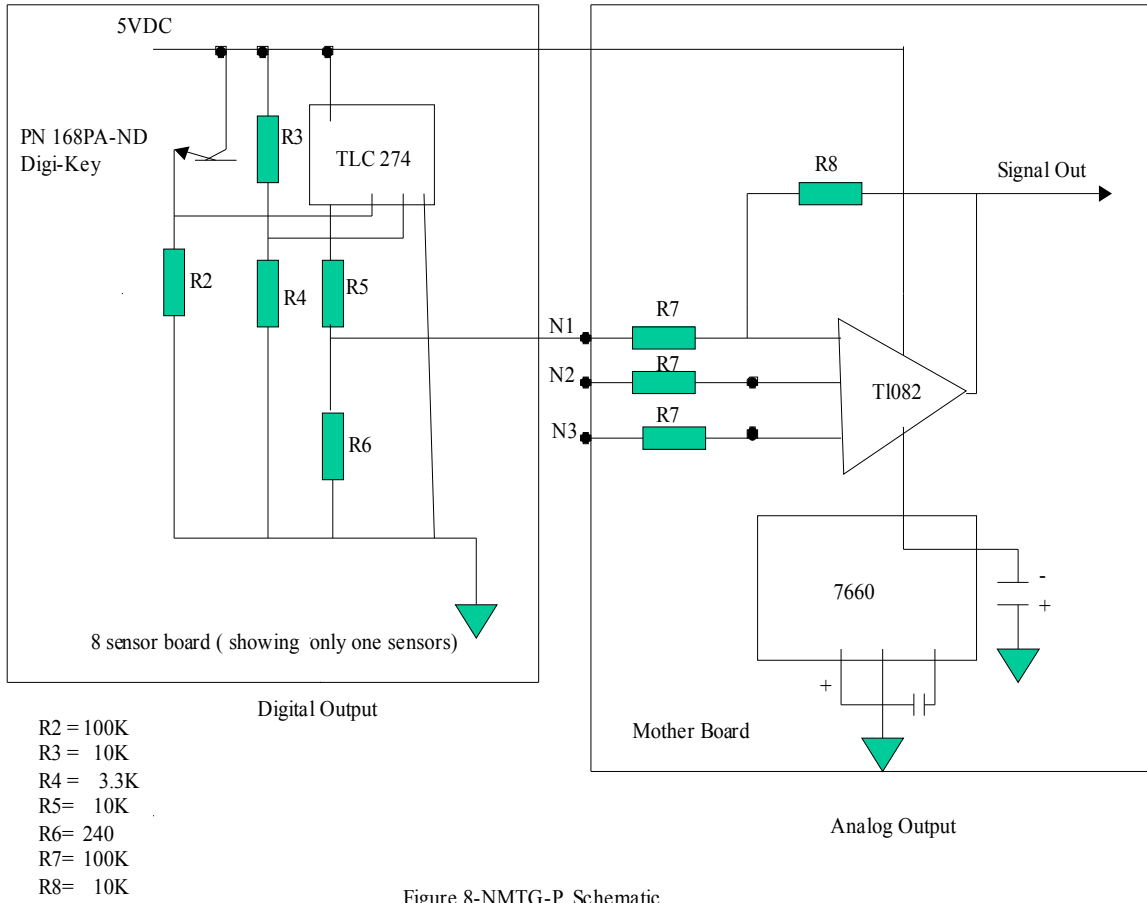 5VDC
PN 168PA-ND
Digi-Key
R3
TLC 274
R2
R4
R5
R6
8 sensor board ( showing only one sensors)
Digital Output
R8
Signal Out
N1
R7
N2
R7
N3
R7
Tl082
7660
-
+
+
Mother Board
Analog Output
R2 = 100K
R3 = 10K
R4 = 3.3K
R5= 10K
R6= 240
R7= 100K
R8= 10K
Figure 8-NMTG-P Schematic